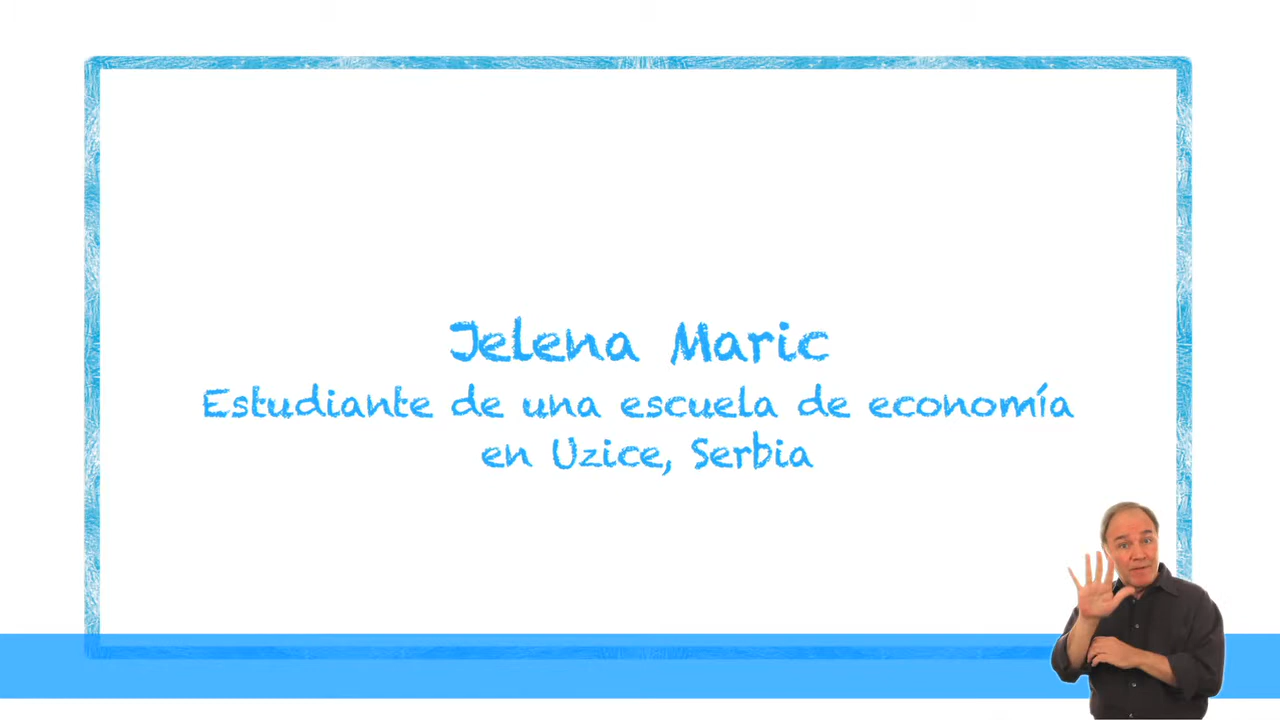 Jelena Maric
Estudiante de una escuela de economía
en Uzice, Serbia